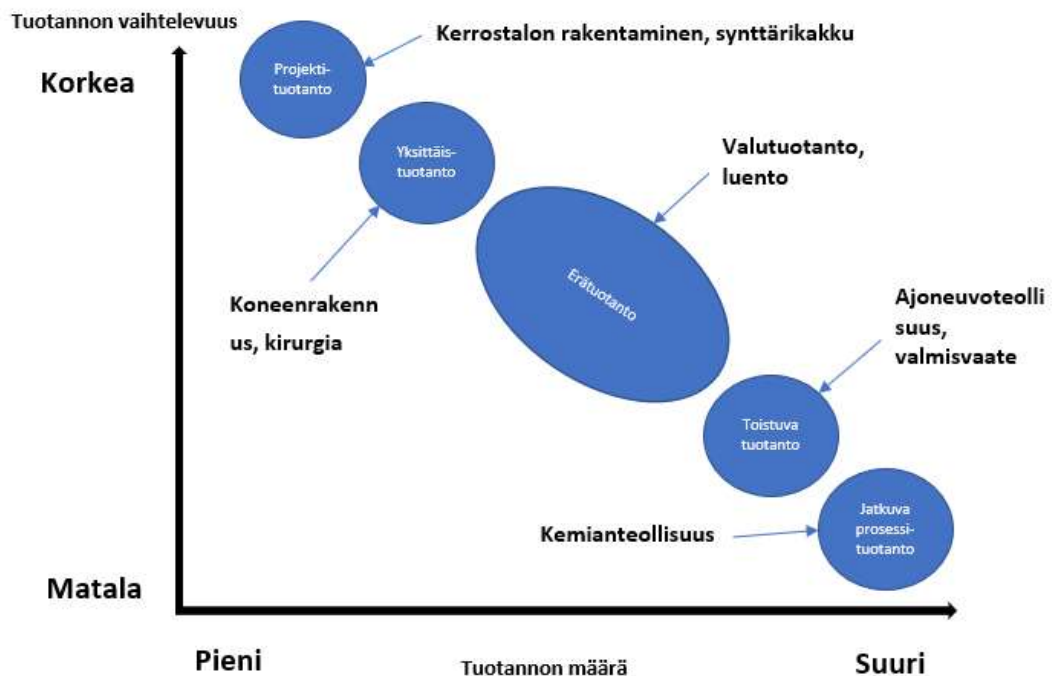 Tuotannon vaihtelevuus
Korkea
Projekti-
tuotanto
Kerrostalon rakentaminen, synttärikakku
Yksittäis-
tuotanto
Valutuotanto,
luento
Erätuotanto
Koneenrakenn
us, kirurgia
Ajoneuvoteolli
suus,
valmisvaate
Toistuva
tuotanto
Kemianteollisuus
Jatkuva
prosessi-
tuotanto
Matala
Pieni
Tuotannon määrä
Suuri